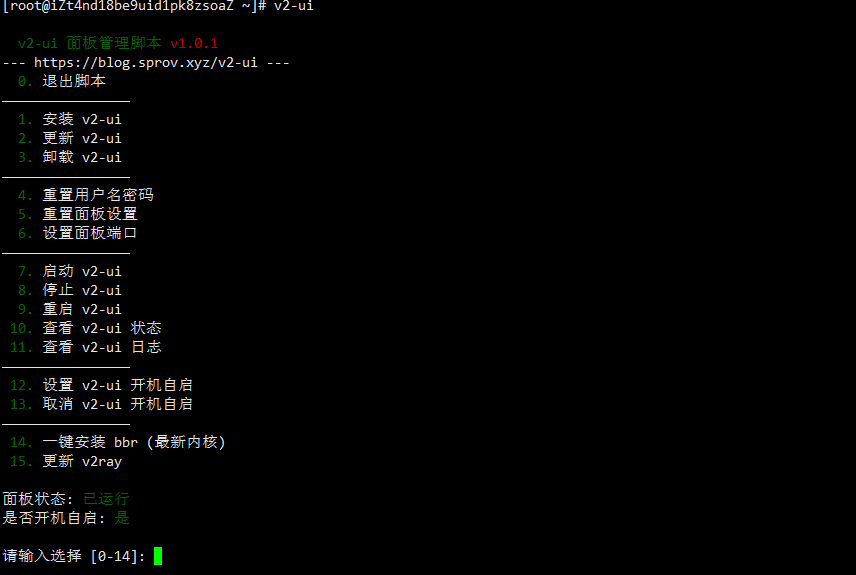 [root@iZt4nd18be9uid1pk8zsoaZ ~]# v2-ui
v2-ui 面板管理脚本 v1.0.1
--- https://blog.sprov.xyz/v2-ui ---
0. 退出脚本
1. 安装 v2-ui
2. 更新 v2-ui
3. 卸载 v2-ui
4. 重置用户名密码
5. 重置面板设置
6. 设置面板端口
7. 启动 v2-ui
8. 停止 v2-ui
9. 重启 v2-ui
10. 查看 v2-ui 状态
11. 查看 v2-ui 日志
12. 设置 v2-ui 开机自启
13. 取消 v2-ui 开机自启
14. 一键安装 bbr (最新内核)
15. 更新 v2ray
面板状态: 已运行
是否开机自启: 是
请输入选择 [0-14]: